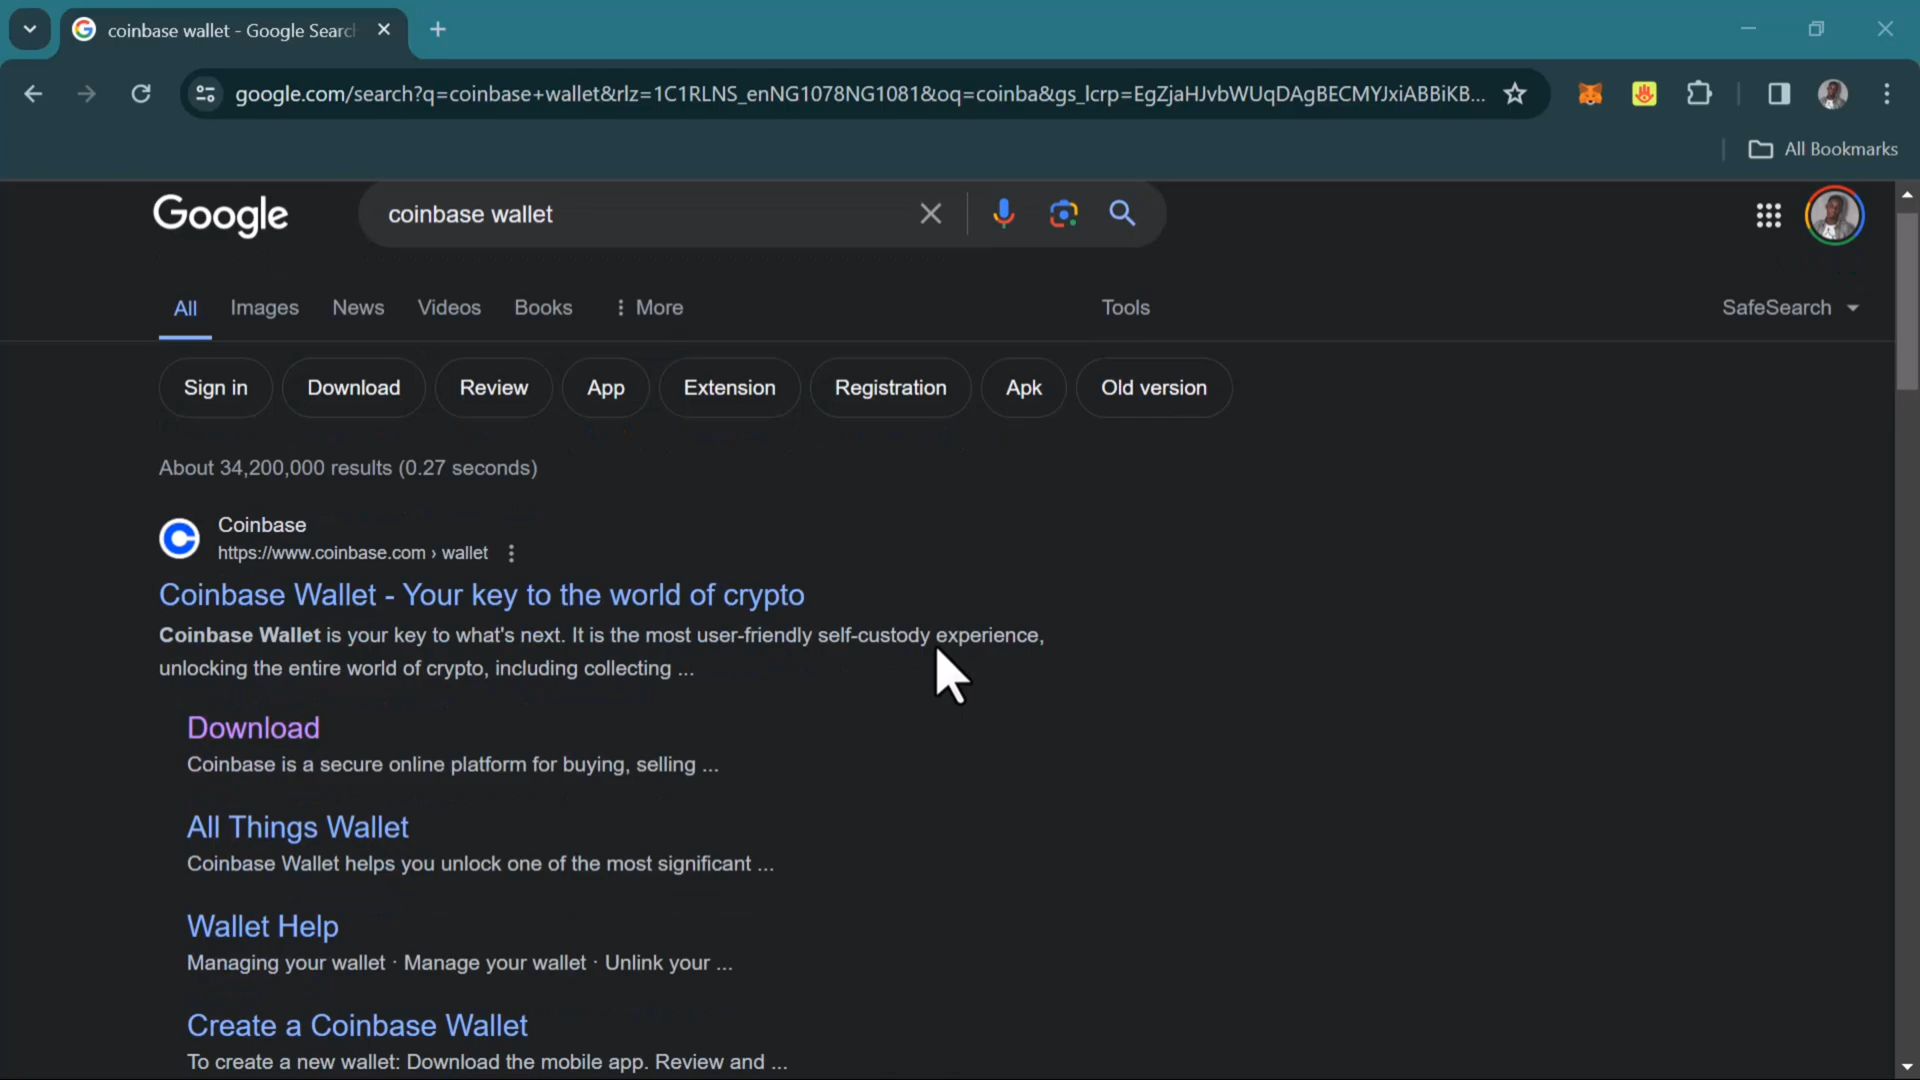 coinbase wallet - Google Searc
google.com/search?q=coinbase+wallet&rlz=1C1RLNS_enNG1078NG1081&oq=coinba&gs_lcrp=EgZjaHJvbWUqDAgBECMYJxiABBiKB...
All Bookmarks
Google
coinbase wallet
All Images News Videos Books More Tools SafeSearch
Sign in Download Review App Extension Registration Apk Old version
About 34,200,000 results (0.27 seconds)
Coinbase
https://www.coinbase.com › wallet
Coinbase Wallet - Your key to the world of crypto
Coinbase Wallet is your key to what's next. It is the most user-friendly self-custody experience,
unlocking the entire world of crypto, including collecting ...
Download
Coinbase is a secure online platform for buying, selling ...
All Things Wallet
Coinbase Wallet helps you unlock one of the most significant ...
Wallet Help
Managing your wallet · Manage your wallet · Unlink your ...
Create a Coinbase Wallet
To create a new wallet: Download the mobile app. Review and ...